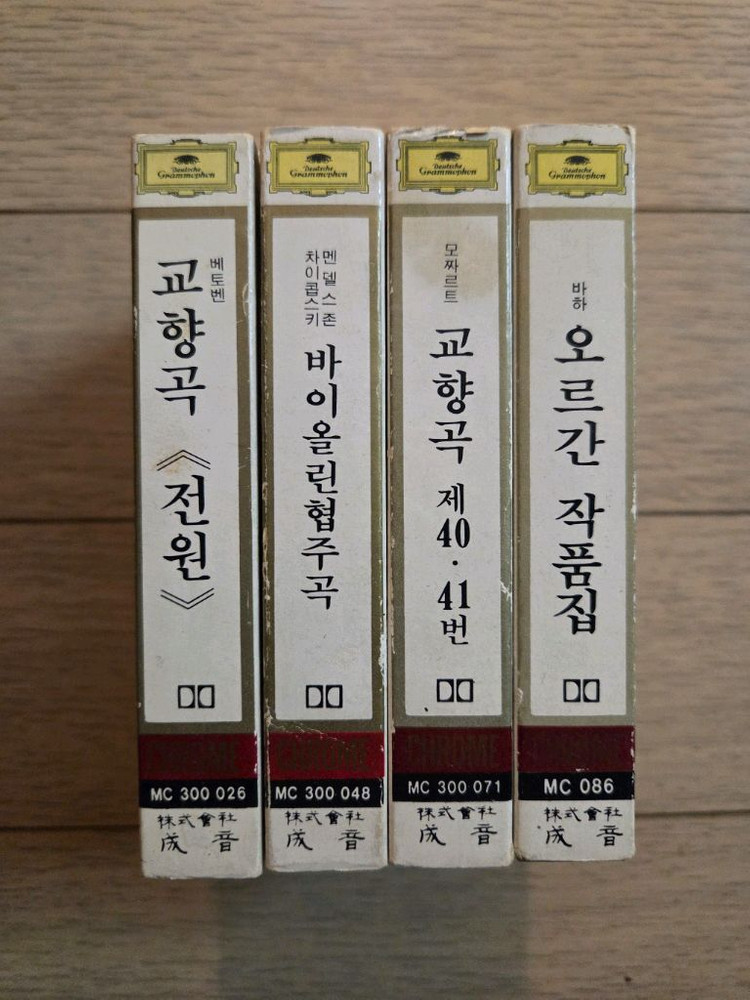 Deutsche
Grammophon
베토벤
교향곡 《전원》
CHROME
MC 300 026
株式會社
成音
Deutsche
Grammophon
멘델스존
차이콥스키
바이올린협주곡
CHROME
MC 300 048
株式會社
成音
Deutsche
Grammophon
모짜르트
교향곡 제40·41번
CHROME
MC 300 071
株式會社
成音
Deutsche
Grammophon
바하
오르간 작품집
CHROME
MC 086
株式會社
成音